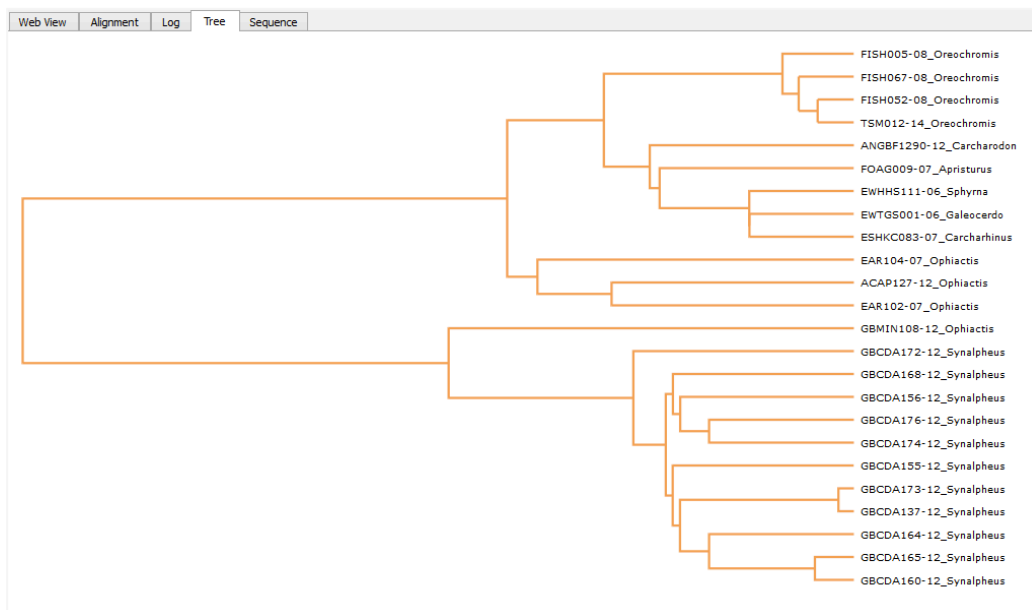 Web View Alignment Log Tree Sequence
FISH005-08_Oreochromis
FISH067-08_Oreochromis
FISH052-08_Oreochromis
TSM012-14_Oreochromis
ANGBF1290-12_Carcharodon
FOAG009-07_Apristurus
EWHHS111-06_Sphyrna
EWTGS001-06_Galeocerdo
ESHKC083-07_Carcharhinus
EAR104-07_Ophiactis
ACAP127-12_Ophiactis
EAR102-07_Ophiactis
GBMIN108-12_Ophiactis
GBCDA172-12_Synalpheus
GBCDA168-12_Synalpheus
GBCDA156-12_Synalpheus
GBCDA176-12_Synalpheus
GBCDA174-12_Synalpheus
GBCDA155-12_Synalpheus
GBCDA173-12_Synalpheus
GBCDA137-12_Synalpheus
GBCDA164-12_Synalpheus
GBCDA165-12_Synalpheus
GBCDA160-12_Synalpheus